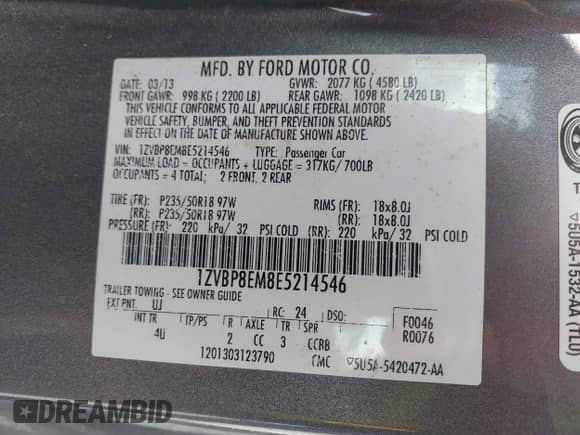 MFD. BY FORD MOTOR CO.
DATE: 03/13 GVWR: 2077 KG ( 4580 LB)
FRONT GAWR: 998 KG ( 2200 LB) REAR GAWR: 1098 KG ( 2420 LB)
THIS VEHICLE CONFORMS TO ALL APPLICABLE FEDERAL MOTOR
VEHICLE SAFETY, BUMPER, AND THEFT PREVENTION STANDARDS
IN EFFECT ON THE DATE OF MANUFACTURE SHOWN ABOVE.
VIN: 1ZVBP8EM8E5214546 TYPE: Passenger Car
MAXIMUM LOAD = OCCUPANTS + LUGGAGE = 317KG/ 700LB
OCCUPANTS = 4 TOTAL: 2 FRONT, 2 REAR
TIRE (FR): P235/50R18 97W RIMS (FR): 18x8.0J
(RR): P235/50R18 97W (RR): 18x8.0J
PRESSURE (FR): 220 kPa/ 32 PSI COLD (RR): 220 kPa/ 32 PSI COLD
1ZVBP8EM8E5214546
TRAILER TOWING - SEE OWNER GUIDE
EXT PNT: UJ RC: 24 DSO: F0046
INT TR TP/PS R AXLE TR SPR R0076
4U 2 CC 3 CCBB
1201303123790 CMC ▽5U5A-5420472-AA
▽5U5A-1532-AA (TLU)
DREAMBID